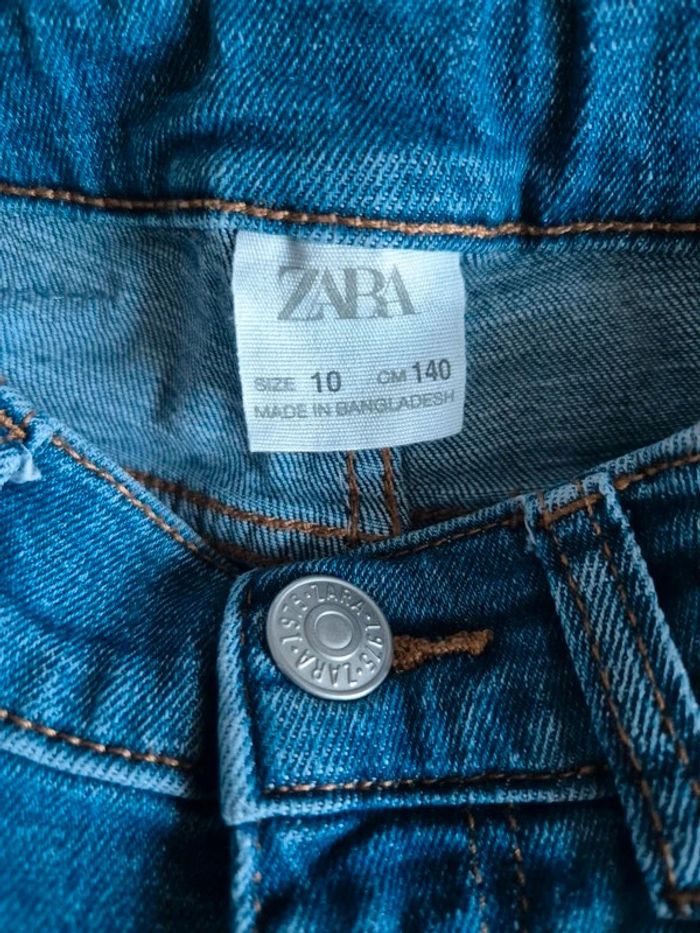 ZARA
SIZE 10 CM 140
MADE IN BANGLADESH
ZARA • 1975 • ZARA • 1975 •